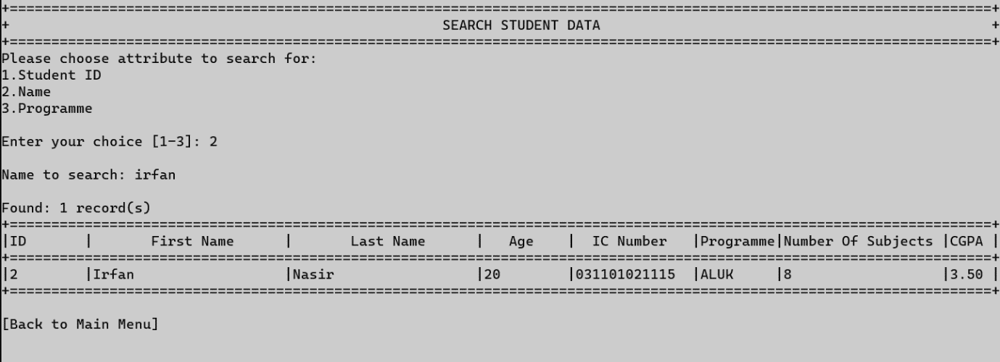 +======================================================================================================================+
+                                                    SEARCH STUDENT DATA                                               +
+======================================================================================================================+
Please choose attribute to search for:
1.Student ID
2.Name
3.Programme
Enter your choice [1-3]: 2
Name to search: irfan
Found: 1 record(s)
+======================================================================================================================+
|ID       |       First Name      |       Last Name      |   Age    |  IC Number   |Programme|Number Of Subjects |CGPA |
+======================================================================================================================+
|2        |Irfan                  |Nasir                 |20        |031101021115  |ALUK     |8                  |3.50 |
+======================================================================================================================+
[Back to Main Menu]